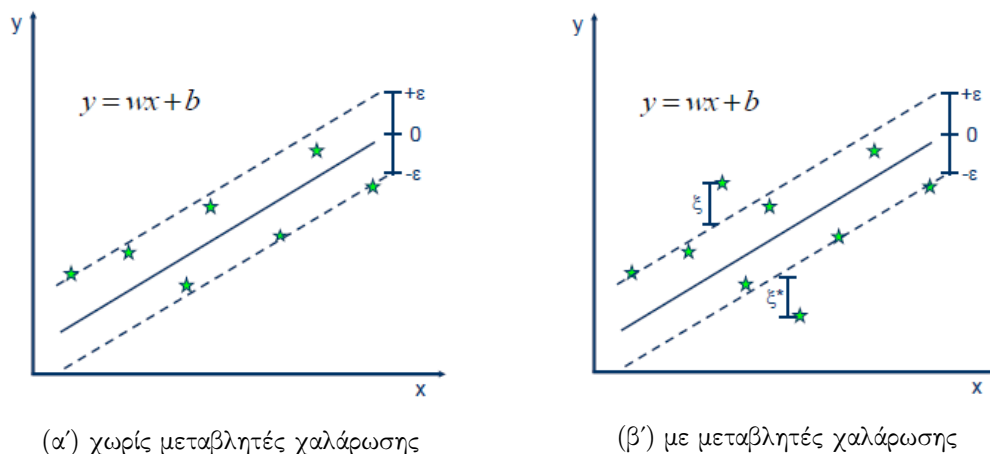 y
y = wx + b
+ε
0
-ε
x
(α′) χωρίς μεταβλητές χαλάρωσης
y
y = wx + b
+ε
0
-ε
ξ
ξ*
x
(β′) με μεταβλητές χαλάρωσης